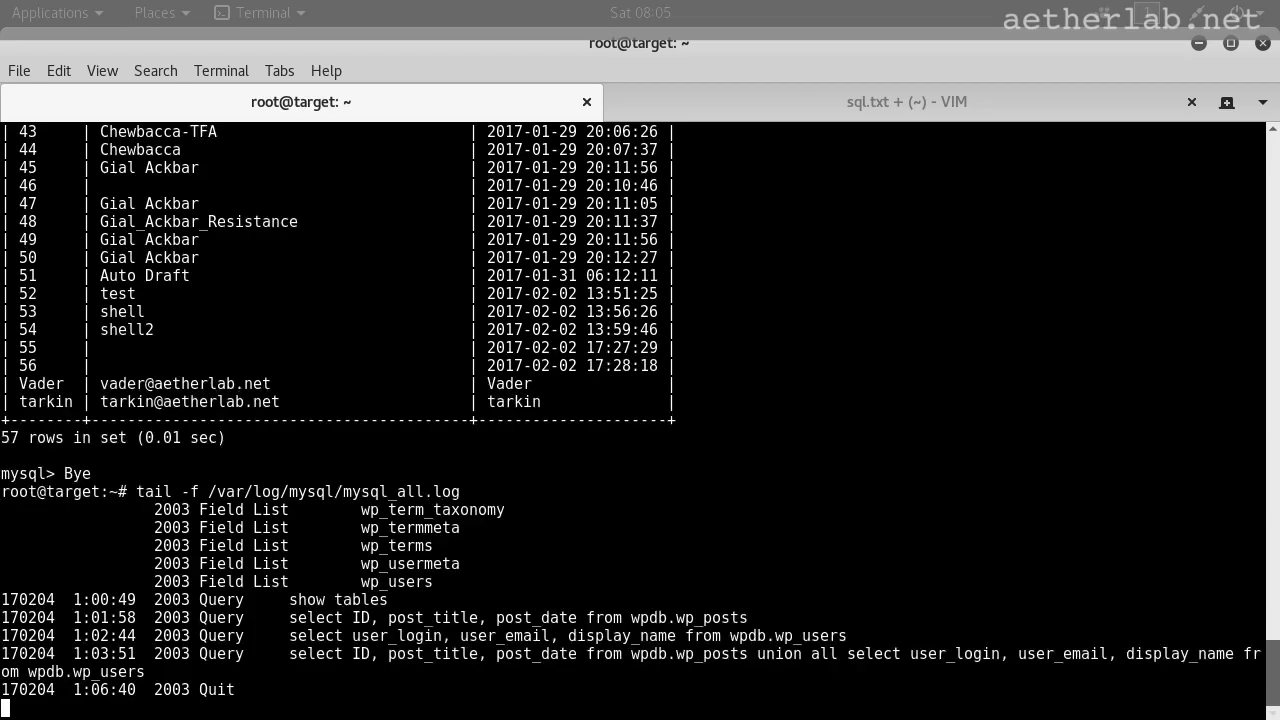 Applications Places Terminal Sat 08:05 1
aetherlab.net
root@target: ~
File Edit View Search Terminal Tabs Help
root@target: ~ × sql.txt + (~) - VIM ×
| 43     | Chewbacca-TFA                            | 2017-01-29 20:06:26 |
| 44     | Chewbacca                                | 2017-01-29 20:07:37 |
| 45     | Gial Ackbar                              | 2017-01-29 20:11:56 |
| 46     |                                          | 2017-01-29 20:10:46 |
| 47     | Gial Ackbar                              | 2017-01-29 20:11:05 |
| 48     | Gial_Ackbar_Resistance                   | 2017-01-29 20:11:37 |
| 49     | Gial Ackbar                              | 2017-01-29 20:11:56 |
| 50     | Gial Ackbar                              | 2017-01-29 20:12:27 |
| 51     | Auto Draft                               | 2017-01-31 06:12:11 |
| 52     | test                                     | 2017-02-02 13:51:25 |
| 53     | shell                                    | 2017-02-02 13:56:26 |
| 54     | shell2                                   | 2017-02-02 13:59:46 |
| 55     |                                          | 2017-02-02 17:27:29 |
| 56     |                                          | 2017-02-02 17:28:18 |
| Vader  | vader@aetherlab.net                      | Vader               |
| tarkin | tarkin@aetherlab.net                     | tarkin              |
+--------+------------------------------------------+---------------------+
57 rows in set (0.01 sec)
mysql> Bye
root@target:~# tail -f /var/log/mysql/mysql_all.log
2003 Field List        wp_term_taxonomy
2003 Field List        wp_termmeta
2003 Field List        wp_terms
2003 Field List        wp_usermeta
2003 Field List        wp_users
170204  1:00:49  2003 Query     show tables
170204  1:01:58  2003 Query     select ID, post_title, post_date from wpdb.wp_posts
170204  1:02:44  2003 Query     select user_login, user_email, display_name from wpdb.wp_users
170204  1:03:51  2003 Query     select ID, post_title, post_date from wpdb.wp_posts union all select user_login, user_email, display_name fr
om wpdb.wp_users
170204  1:06:40  2003 Quit